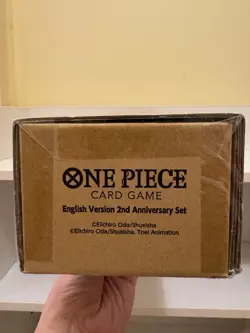 ONE PIECE
CARD GAME
English Version 2nd Anniversary Set
©Eiichiro Oda/Shueisha
©Eiichiro Oda/Shueisha, Toei Animation